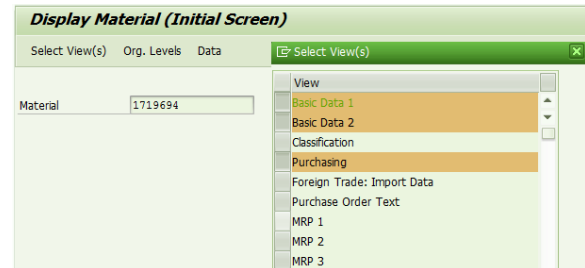 Display Material (Initial Screen)
Select View(s) Org. Levels Data
Select View(s)
Material 1719694
View
Basic Data 1
Basic Data 2
Classification
Purchasing
Foreign Trade: Import Data
Purchase Order Text
MRP 1
MRP 2
MRP 3